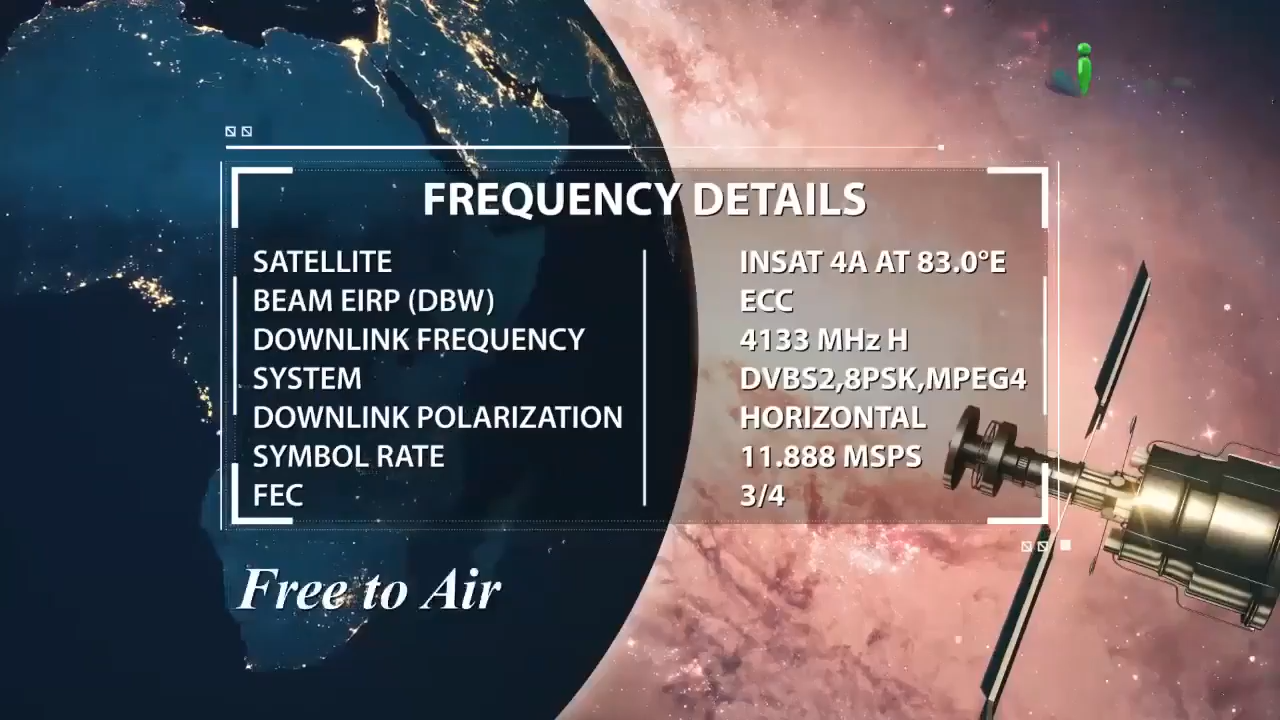 FREQUENCY DETAILS
SATELLITE INSAT 4A AT 83.0°E
BEAM EIRP (DBW) ECC
DOWNLINK FREQUENCY 4133 MHz H
SYSTEM DVBS2,8PSK,MPEG4
DOWNLINK POLARIZATION HORIZONTAL
SYMBOL RATE 11.888 MSPS
FEC 3/4
Free to Air